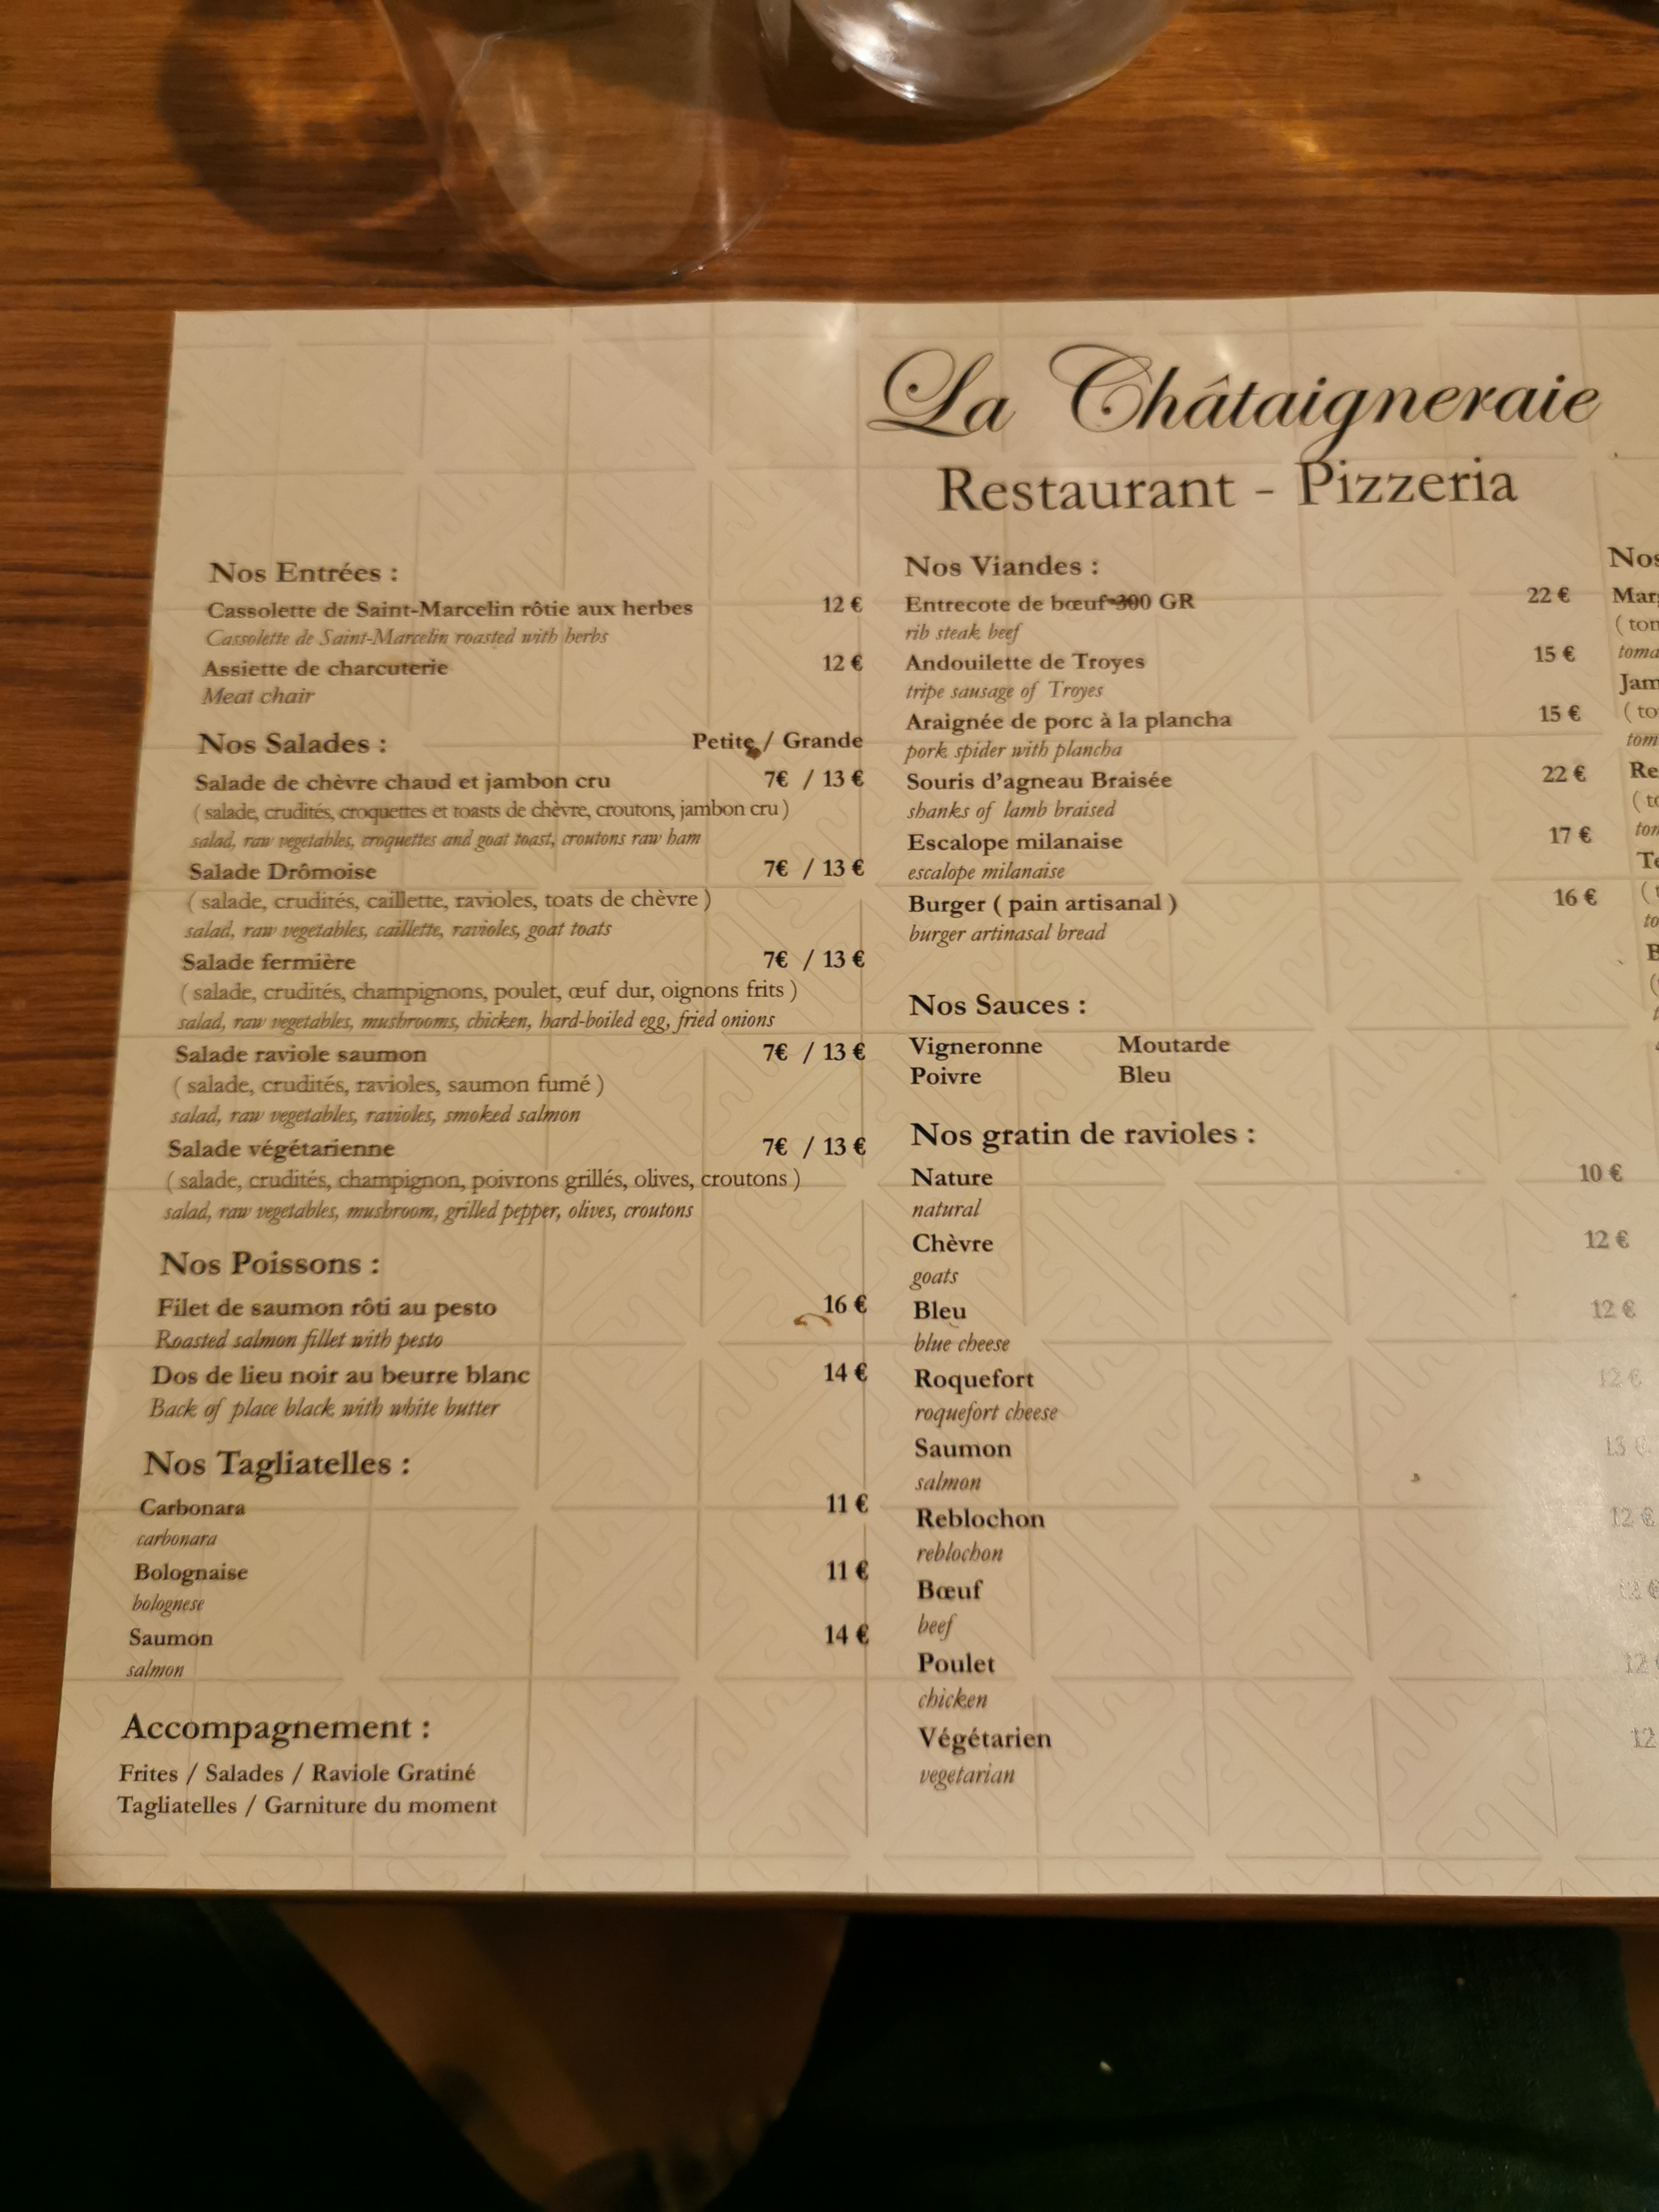 La Châtaigneraie
Restaurant - Pizzeria
Nos Entrées :
Cassolette de Saint-Marcelin rôtie aux herbes 12 €
Cassolette de Saint-Marcelin roasted with herbs
Assiette de charcuterie 12 €
Meat chair
Nos Salades : Petite / Grande
Salade de chèvre chaud et jambon cru 7€ / 13 €
( salade, crudités, croquettes et toasts de chèvre, croutons, jambon cru )
salad, raw vegetables, croquettes and goat toast, croutons raw ham
Salade Drômoise 7€ / 13 €
( salade, crudités, caillette, ravioles, toats de chèvre )
salad, raw vegetables, caillette, ravioles, goat toats
Salade fermière 7€ / 13 €
( salade, crudités, champignons, poulet, œuf dur, oignons frits )
salad, raw vegetables, mushrooms, chicken, hard-boiled egg, fried onions
Salade raviole saumon 7€ / 13 €
( salade, crudités, ravioles, saumon fumé )
salad, raw vegetables, ravioles, smoked salmon
Salade végétarienne 7€ / 13 €
( salade, crudités, champignon, poivrons grillés, olives, croutons )
salad, raw vegetables, mushroom, grilled pepper, olives, croutons
Nos Poissons :
Filet de saumon rôti au pesto 16 €
Roasted salmon fillet with pesto
Dos de lieu noir au beurre blanc 14 €
Back of place black with white butter
Nos Tagliatelles :
Carbonara 11 €
carbonara
Bolognaise 11 €
bolognese
Saumon 14 €
salmon
Accompagnement :
Frites / Salades / Raviole Gratiné
Tagliatelles / Garniture du moment
Nos Viandes :
Entrecote de bœuf 300 GR 22 €
rib steak beef
Andouilette de Troyes 15 €
tripe sausage of Troyes
Araignée de porc à la plancha 15 €
pork spider with plancha
Souris d'agneau Braisée 22 €
shanks of lamb braised
Escalope milanaise 17 €
escalope milanaise
Burger ( pain artisanal ) 16 €
burger artinasal bread
Nos Sauces :
Vigneronne Moutarde
Poivre Bleu
Nos gratin de ravioles :
Nature 10 €
natural
Chèvre 12 €
goats
Bleu 12 €
blue cheese
Roquefort 12 €
roquefort cheese
Saumon 13 €
salmon
Reblochon 12 €
reblochon
Bœuf
beef
Poulet 12
chicken
Végétarien 12
vegetarian
Nos